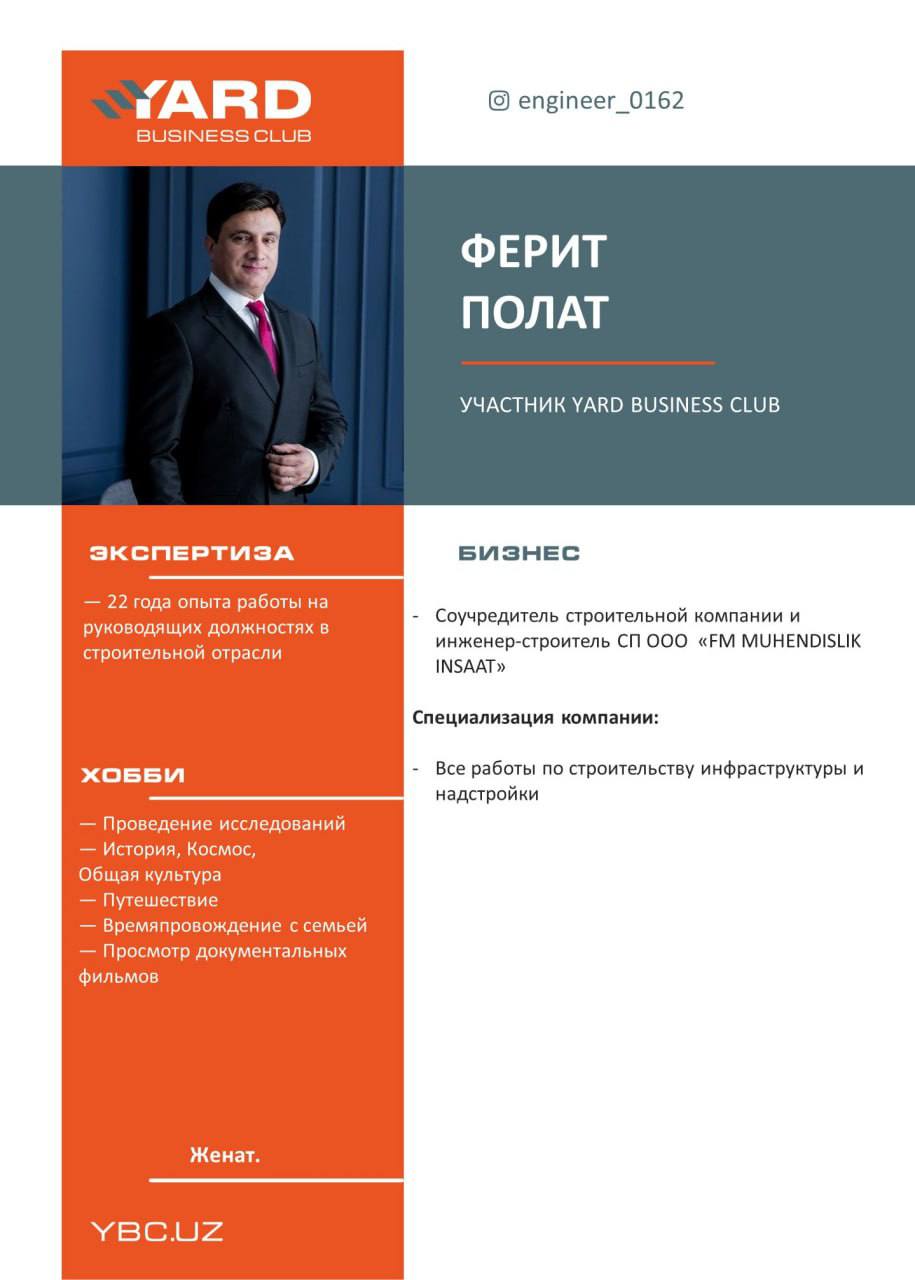 YARD
BUSINESS CLUB
engineer_0162
ФЕРИТ
ПОЛАТ
УЧАСТНИК YARD BUSINESS CLUB
ЭКСПЕРТИЗА
— 22 года опыта работы на
руководящих должностях в
строительной отрасли
ХОББИ
— Проведение исследований
— История, Космос,
Общая культура
— Путешествие
— Времяпровождение с семьей
— Просмотр документальных
фильмов
Женат.
YBC.UZ
БИЗНЕС
- Соучредитель строительной компании и
инженер-строитель СП ООО «FM MUHENDISLIK
INSAAT»
Специализация компании:
- Все работы по строительству инфраструктуры и
надстройки